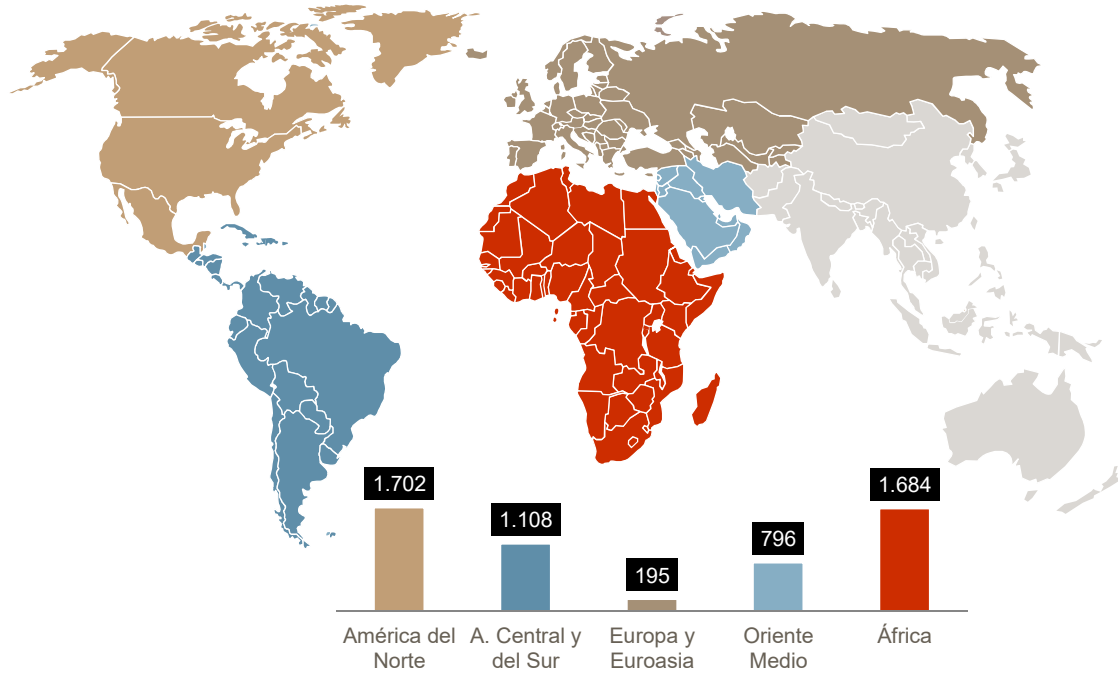 1.702
1.108
195
796
1.684
América del
Norte
A. Central y
del Sur
Europa y
Euroasia
Oriente
Medio
África